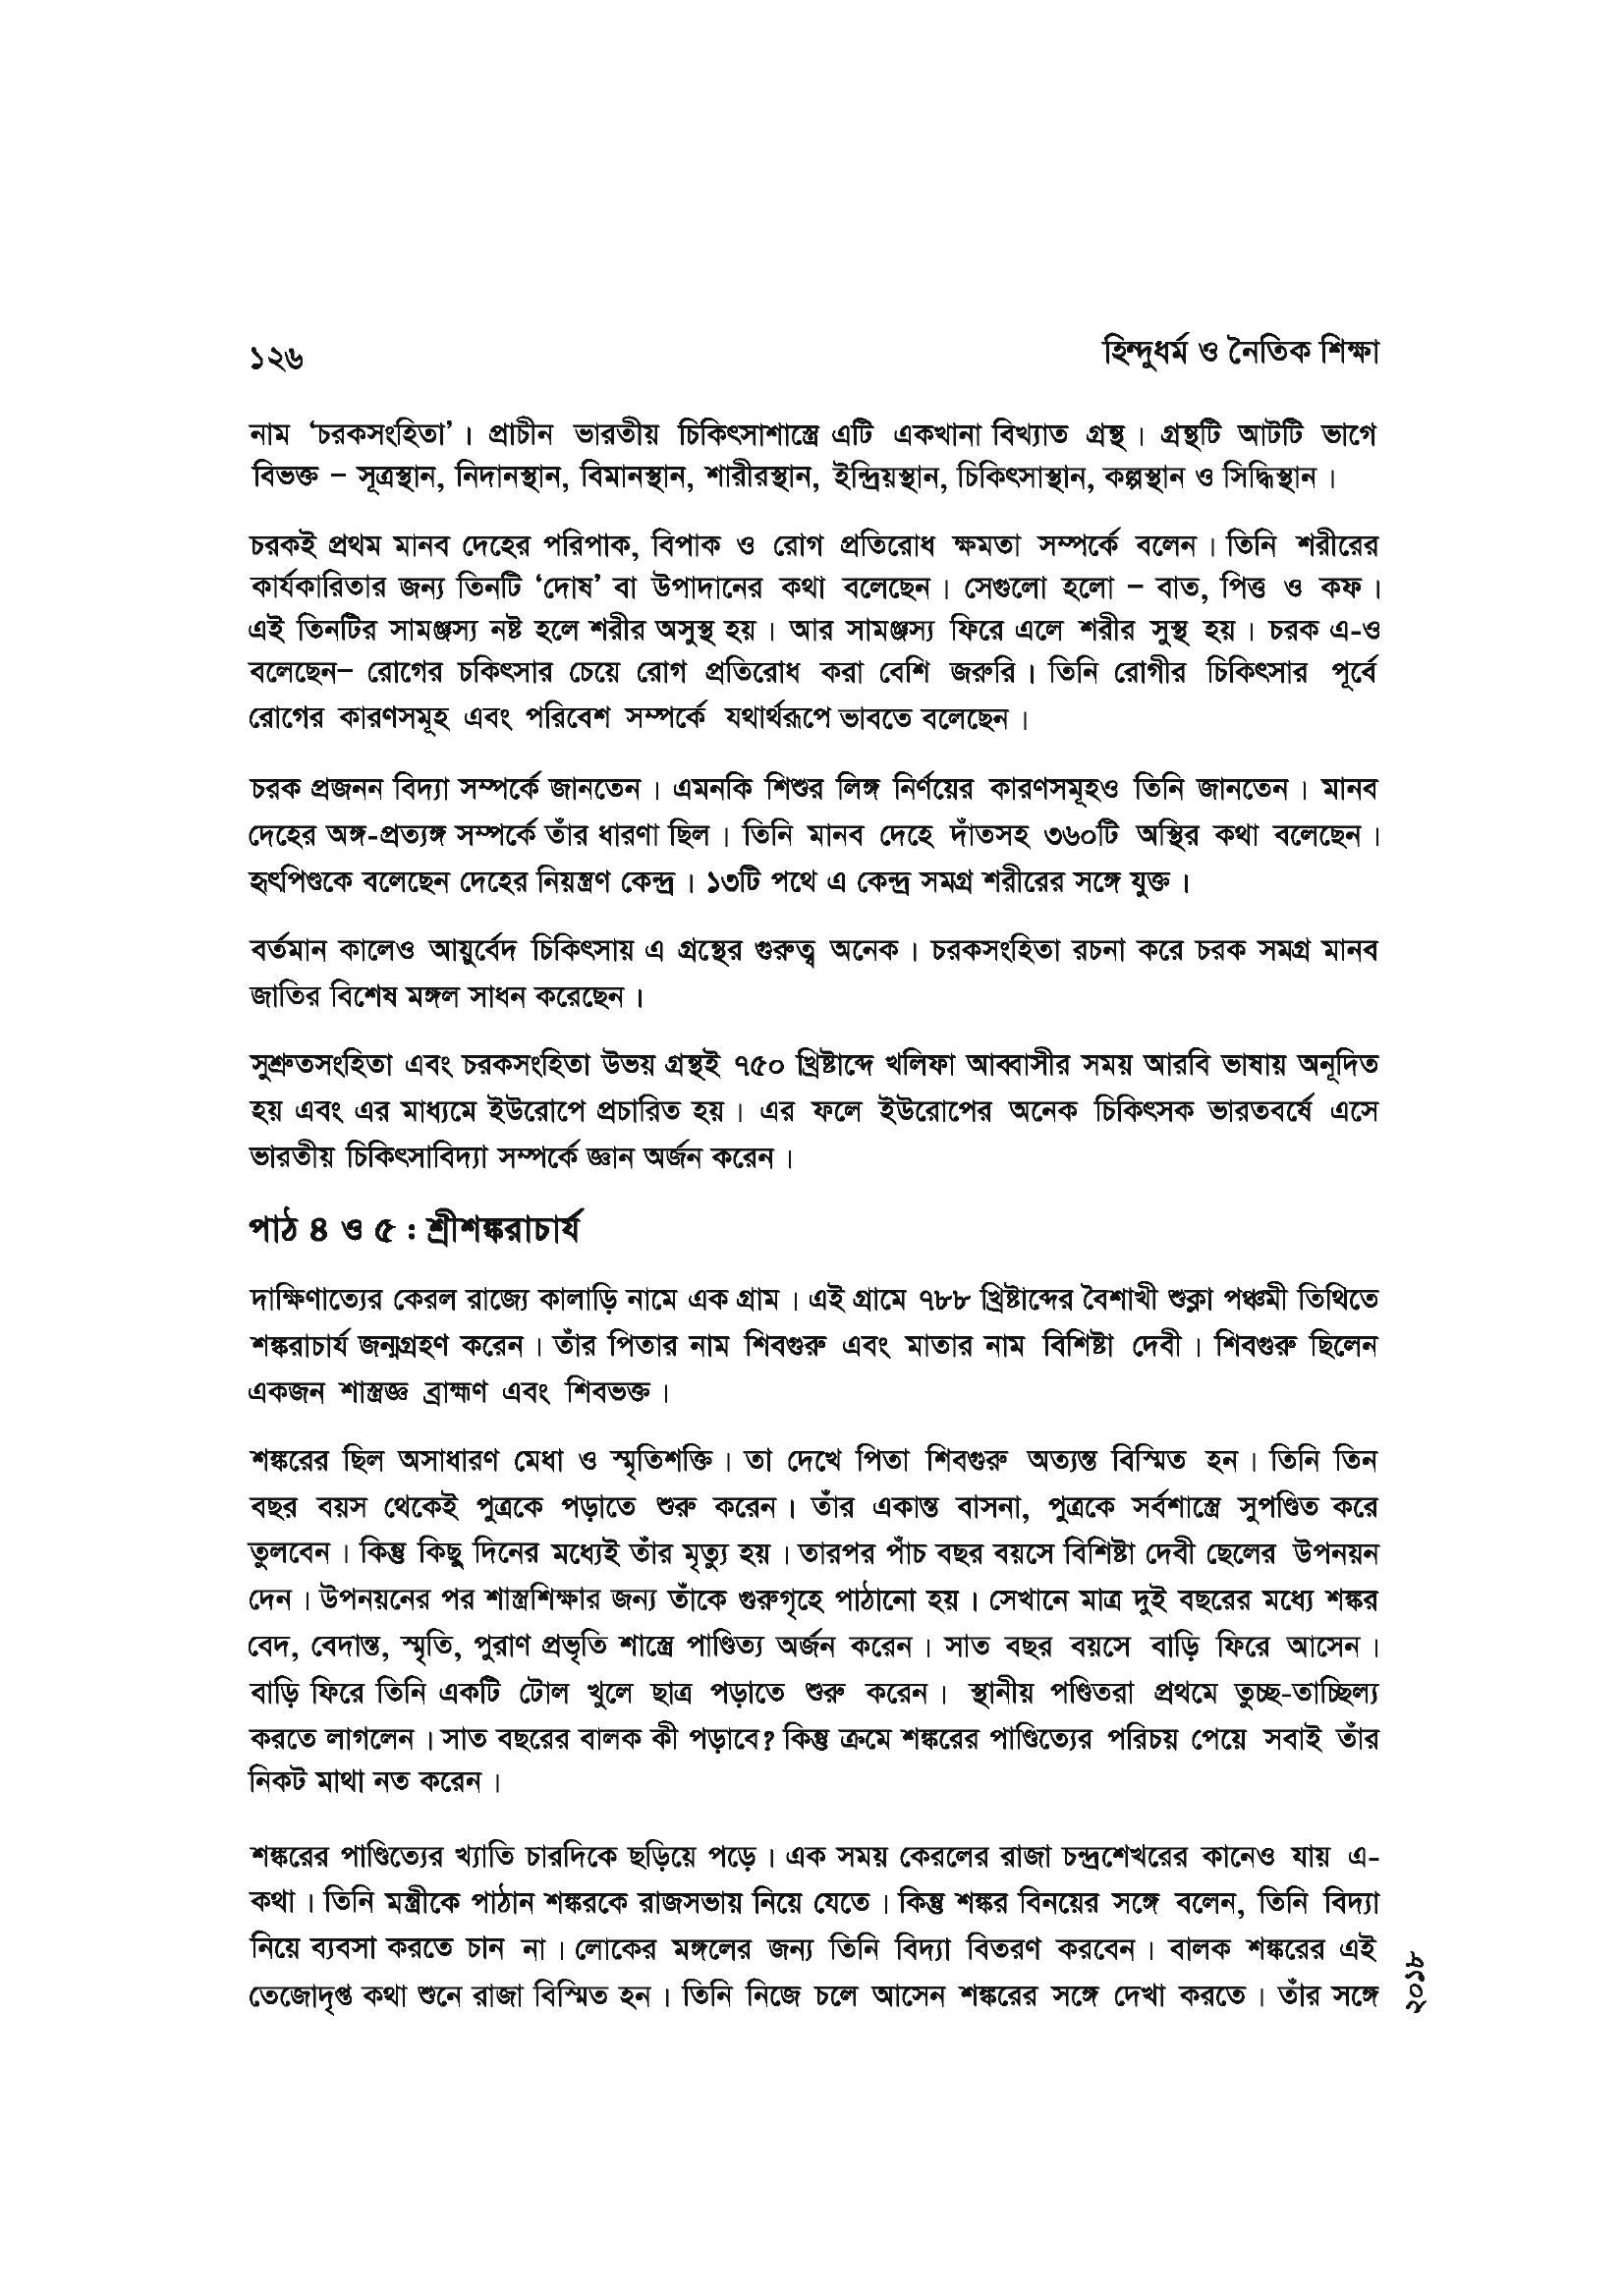 ১২৬
হিন্দুধর্ম ও নৈতিক শিক্ষা
নাম ‘চরকসংহিতা’। প্রাচীন ভারতীয় চিকিৎসাশাস্ত্রে এটি একখানা বিখ্যাত গ্রন্থ। গ্রন্থটি আটটি ভাগে
বিভক্ত – সূত্রস্থান, নিদানস্থান, বিমানস্থান, শারীরস্থান, ইন্দ্রিয়স্থান, চিকিৎসাস্থান, কল্পস্থান ও সিদ্ধিস্থান।
চরকই প্রথম মানব দেহের পরিপাক, বিপাক ও রোগ প্রতিরোধ ক্ষমতা সম্পর্কে বলেন। তিনি শরীরের
কার্যকারিতার জন্য তিনটি ‘দোষ’ বা উপাদানের কথা বলেছেন। সেগুলো হলো – বাত, পিত্ত ও কফ।
এই তিনটির সামঞ্জস্য নষ্ট হলে শরীর অসুস্থ হয়। আর সামঞ্জস্য ফিরে এলে শরীর সুস্থ হয়। চরক এ-ও
বলেছেন– রোগের চকিৎসার চেয়ে রোগ প্রতিরোধ করা বেশি জরুরি। তিনি রোগীর চিকিৎসার পূর্বে
রোগের কারণসমূহ এবং পরিবেশ সম্পর্কে যথার্থরূপে ভাবতে বলেছেন।
চরক প্রজনন বিদ্যা সম্পর্কে জানতেন। এমনকি শিশুর লিঙ্গ নির্ণয়ের কারণসমূহও তিনি জানতেন। মানব
দেহের অঙ্গ-প্রত্যঙ্গ সম্পর্কে তাঁর ধারণা ছিল। তিনি মানব দেহে দাঁতসহ ৩৬০টি অস্থির কথা বলেছেন।
হৃৎপিণ্ডকে বলেছেন দেহের নিয়ন্ত্রণ কেন্দ্র। ১৩টি পথে এ কেন্দ্র সমগ্র শরীরের সঙ্গে যুক্ত।
বর্তমান কালেও আয়ুর্বেদ চিকিৎসায় এ গ্রন্থের গুরুত্ব অনেক। চরকসংহিতা রচনা করে চরক সমগ্র মানব
জাতির বিশেষ মঙ্গল সাধন করেছেন।
সুশ্রুতসংহিতা এবং চরকসংহিতা উভয় গ্রন্থই ৭৫০ খ্রিষ্টাব্দে খলিফা আব্বাসীর সময় আরবি ভাষায় অনূদিত
হয় এবং এর মাধ্যমে ইউরোপে প্রচারিত হয়। এর ফলে ইউরোপের অনেক চিকিৎসক ভারতবর্ষে এসে
ভারতীয় চিকিৎসাবিদ্যা সম্পর্কে জ্ঞান অর্জন করেন।
পাঠ ৪ ও ৫ : শ্রীশঙ্করাচার্য
দাক্ষিণাত্যের কেরল রাজ্যে কালাড়ি নামে এক গ্রাম। এই গ্রামে ৭৮৮ খ্রিষ্টাব্দের বৈশাখী শুক্লা পঞ্চমী তিথিতে
শঙ্করাচার্য জন্মগ্রহণ করেন। তাঁর পিতার নাম শিবগুরু এবং মাতার নাম বিশিষ্টা দেবী। শিবগুরু ছিলেন
একজন শাস্ত্রজ্ঞ ব্রাহ্মণ এবং শিবভক্ত।
শঙ্করের ছিল অসাধারণ মেধা ও স্মৃতিশক্তি। তা দেখে পিতা শিবগুরু অত্যন্ত বিস্মিত হন। তিনি তিন
বছর বয়স থেকেই পুত্রকে পড়াতে শুরু করেন। তাঁর একান্ত বাসনা, পুত্রকে সর্বশাস্ত্রে সুপণ্ডিত করে
তুলবেন। কিন্তু কিছু দিনের মধ্যেই তাঁর মৃত্যু হয়। তারপর পাঁচ বছর বয়সে বিশিষ্টা দেবী ছেলের উপনয়ন
দেন। উপনয়নের পর শাস্ত্রশিক্ষার জন্য তাঁকে গুরুগৃহে পাঠানো হয়। সেখানে মাত্র দুই বছরের মধ্যে শঙ্কর
বেদ, বেদান্ত, স্মৃতি, পুরাণ প্রভৃতি শাস্ত্রে পাণ্ডিত্য অর্জন করেন। সাত বছর বয়সে বাড়ি ফিরে আসেন।
বাড়ি ফিরে তিনি একটি টোল খুলে ছাত্র পড়াতে শুরু করেন। স্থানীয় পণ্ডিতরা প্রথমে তুচ্ছ-তাচ্ছিল্য
করতে লাগলেন। সাত বছরের বালক কী পড়াবে? কিন্তু ক্রমে শঙ্করের পাণ্ডিত্যের পরিচয় পেয়ে সবাই তাঁর
নিকট মাথা নত করেন।
শঙ্করের পাণ্ডিত্যের খ্যাতি চারদিকে ছড়িয়ে পড়ে। এক সময় কেরলের রাজা চন্দ্রশেখরের কানেও যায় এ-
কথা। তিনি মন্ত্রীকে পাঠান শঙ্করকে রাজসভায় নিয়ে যেতে। কিন্তু শঙ্কর বিনয়ের সঙ্গে বলেন, তিনি বিদ্যা
নিয়ে ব্যবসা করতে চান না। লোকের মঙ্গলের জন্য তিনি বিদ্যা বিতরণ করবেন। বালক শঙ্করের এই
তেজোদৃপ্ত কথা শুনে রাজা বিস্মিত হন। তিনি নিজে চলে আসেন শঙ্করের সঙ্গে দেখা করতে। তাঁর সঙ্গে
২০১৮